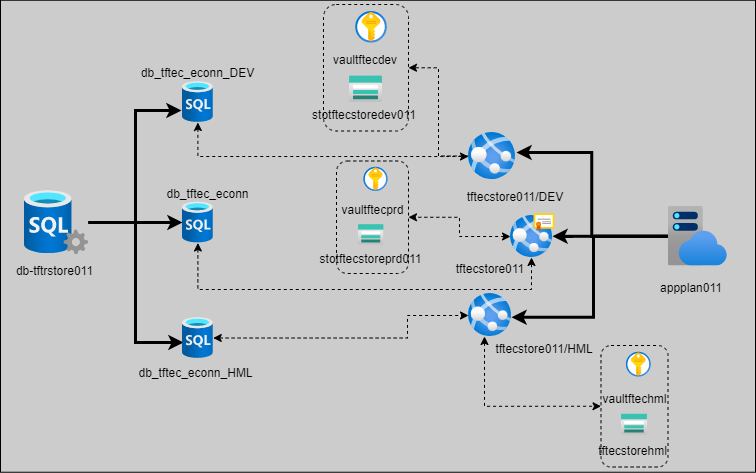 vaultftecdev
db_tftec_econn_DEV
SQL
stotftecstoredev011
db_tftec_econn
vaultftecprd
tftecstore011/DEV
SQL
SQL
stotftecstoreprd011
db-tftrstore011
tftecstore011
appplan011
SQL
tftecstore011/HML
db_tftec_econn_HML
vaultftechml
tftecstorehml